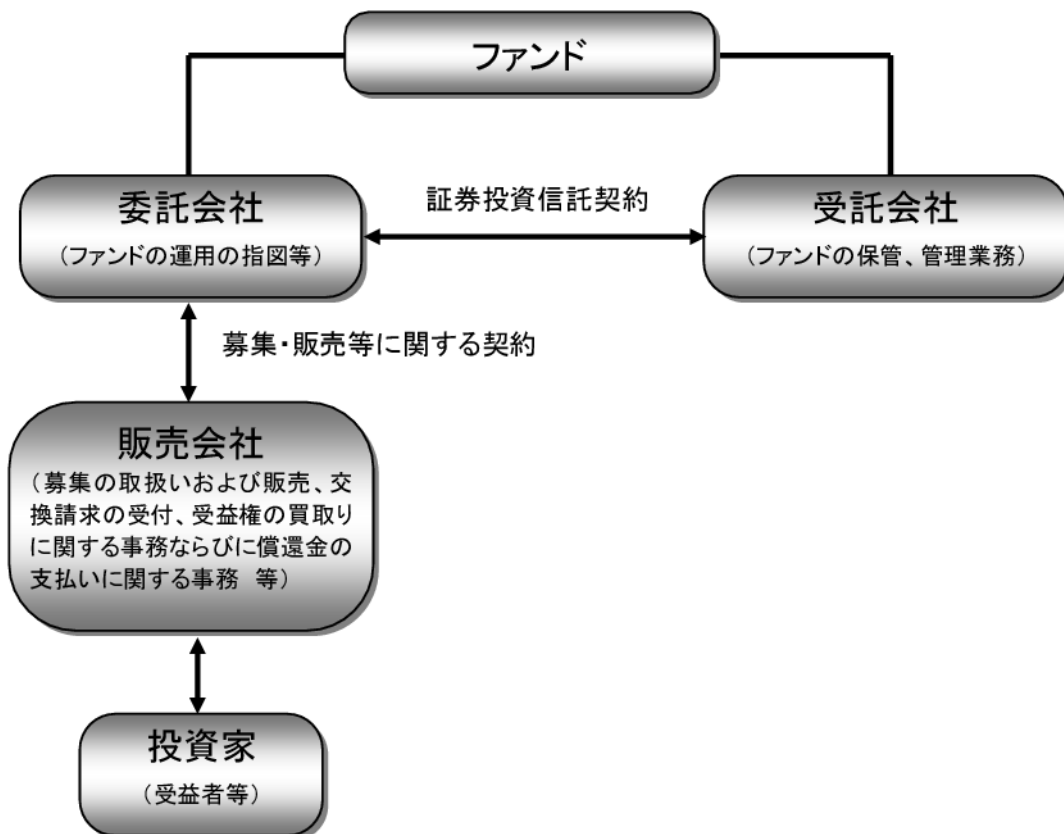 ファンド
委託会社
（ファンドの運用の指図等）
証券投資信託契約
受託会社
（ファンドの保管、管理業務）
募集・販売等に関する契約
販売会社
（募集の取扱いおよび販売、交
換請求の受付、受益権の買取り
に関する事務ならびに償還金の
支払いに関する事務　等）
投資家
（受益者等）